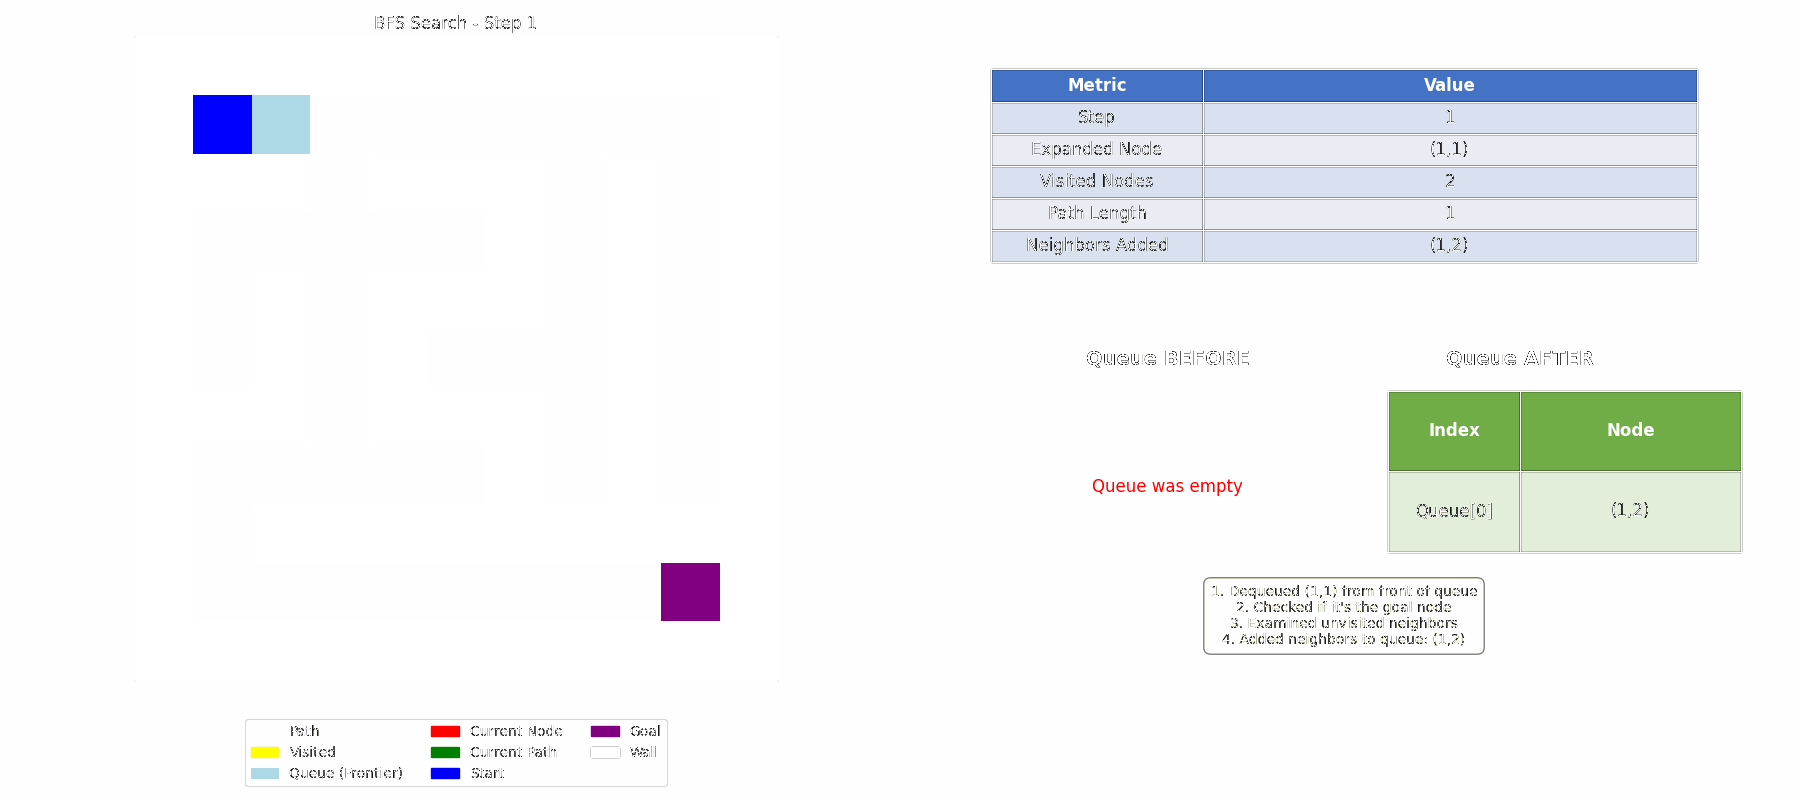 BFS Search - Step 1
Metric Value
Step 1
Expanded Node (1,1)
Visited Nodes 2
Path Length 1
Neighbors Added (1,2)
Queue BEFORE
Queue was empty
Queue AFTER
Index Node
Queue[0] (1,2)
1. Dequeued (1,1) from front of queue
2. Checked if it's the goal node
3. Examined unvisited neighbors
4. Added neighbors to queue: (1,2)
Path
Visited
Queue (Frontier)
Current Node
Current Path
Start
Goal
Wall